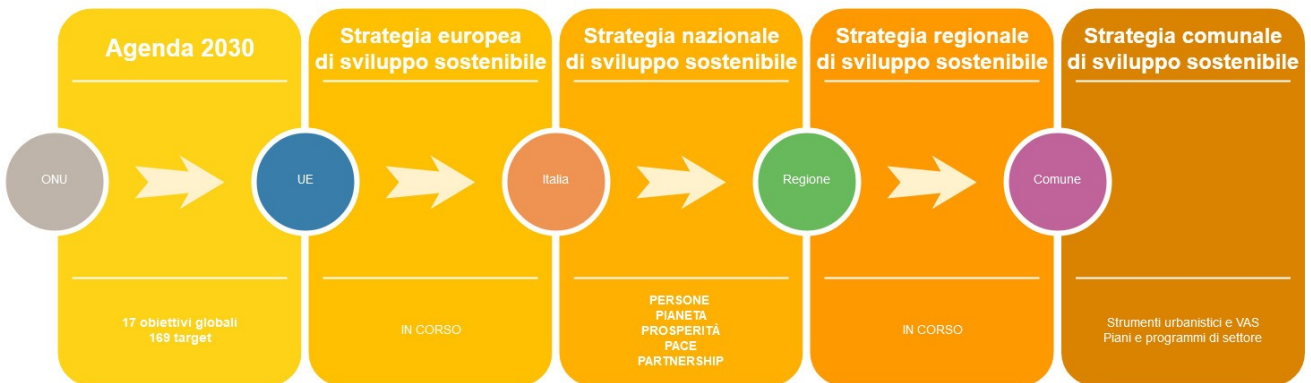 Agenda 2030
Strategia europea
di sviluppo sostenibile
Strategia nazionale
di sviluppo sostenibile
Strategia regionale
di sviluppo sostenibile
Strategia comunale
di sviluppo sostenibile
ONU
UE
Italia
Regione
Comune
17 obiettivi globali
169 target
IN CORSO
PERSONE
PIANETA
PROSPERITÀ
PACE
PARTNERSHIP
IN CORSO
Strumenti urbanistici e VAS
Piani e programmi di settore